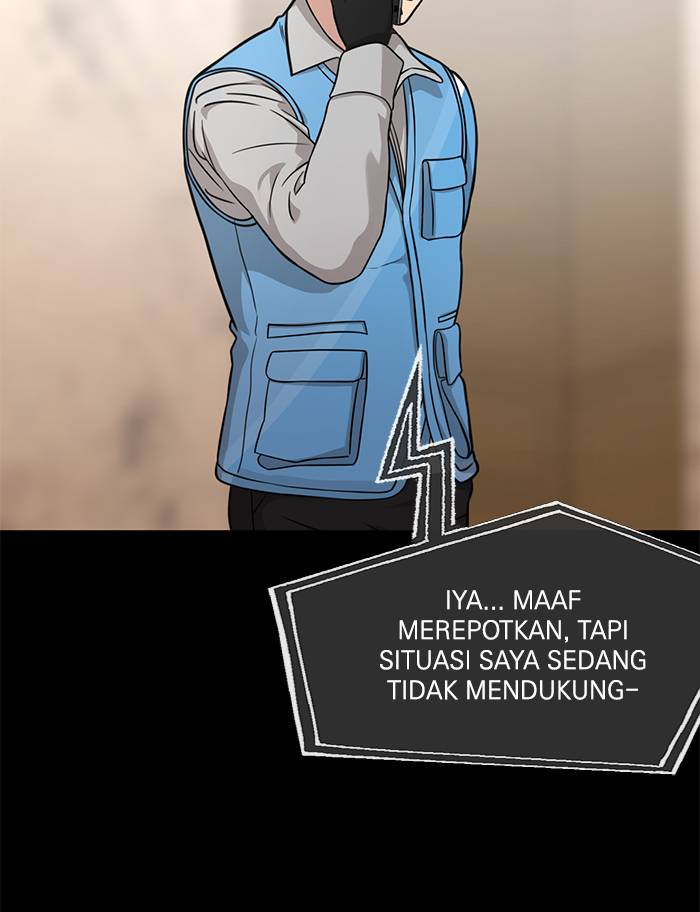 IYA... MAAF
MEREPOTKAN, TAPI
SITUASI SAYA SEDANG
TIDAK MENDUKUNG-